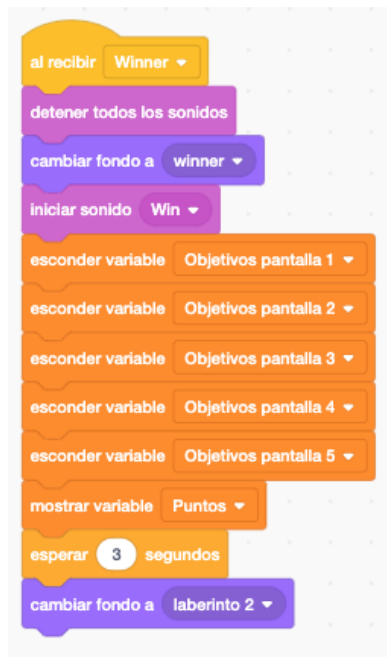 al recibir Winner
detener todos los sonidos
cambiar fondo a winner
iniciar sonido Win
esconder variable Objetivos pantalla 1
esconder variable Objetivos pantalla 2
esconder variable Objetivos pantalla 3
esconder variable Objetivos pantalla 4
esconder variable Objetivos pantalla 5
mostrar variable Puntos
esperar 3 segundos
cambiar fondo a laberinto 2